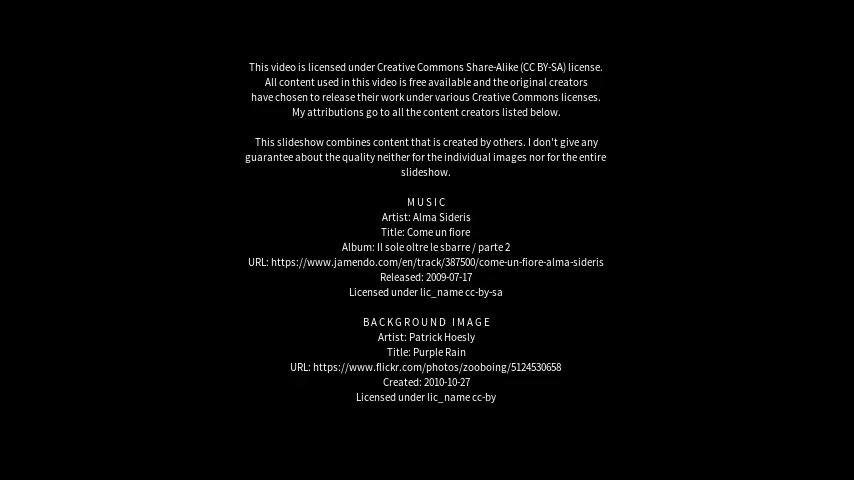 This video is licensed under Creative Commons Share-Alike (CC BY-SA) license.
All content used in this video is free available and the original creators
have chosen to release their work under various Creative Commons licenses.
My attributions go to all the content creators listed below.
This slideshow combines content that is created by others. I don't give any
guarantee about the quality neither for the individual images nor for the entire
slideshow.
MUSIC
Artist: Alma Sideris
Title: Come un fiore
Album: Il sole oltre le sbarre / parte 2
URL: https://www.jamendo.com/en/track/387500/come-un-fiore-alma-sideris
Released: 2009-07-17
Licensed under lic_name cc-by-sa
BACKGROUND IMAGE
Artist: Patrick Hoesly
Title: Purple Rain
URL: https://www.flickr.com/photos/zooboing/5124530658
Created: 2010-10-27
Licensed under lic_name cc-by